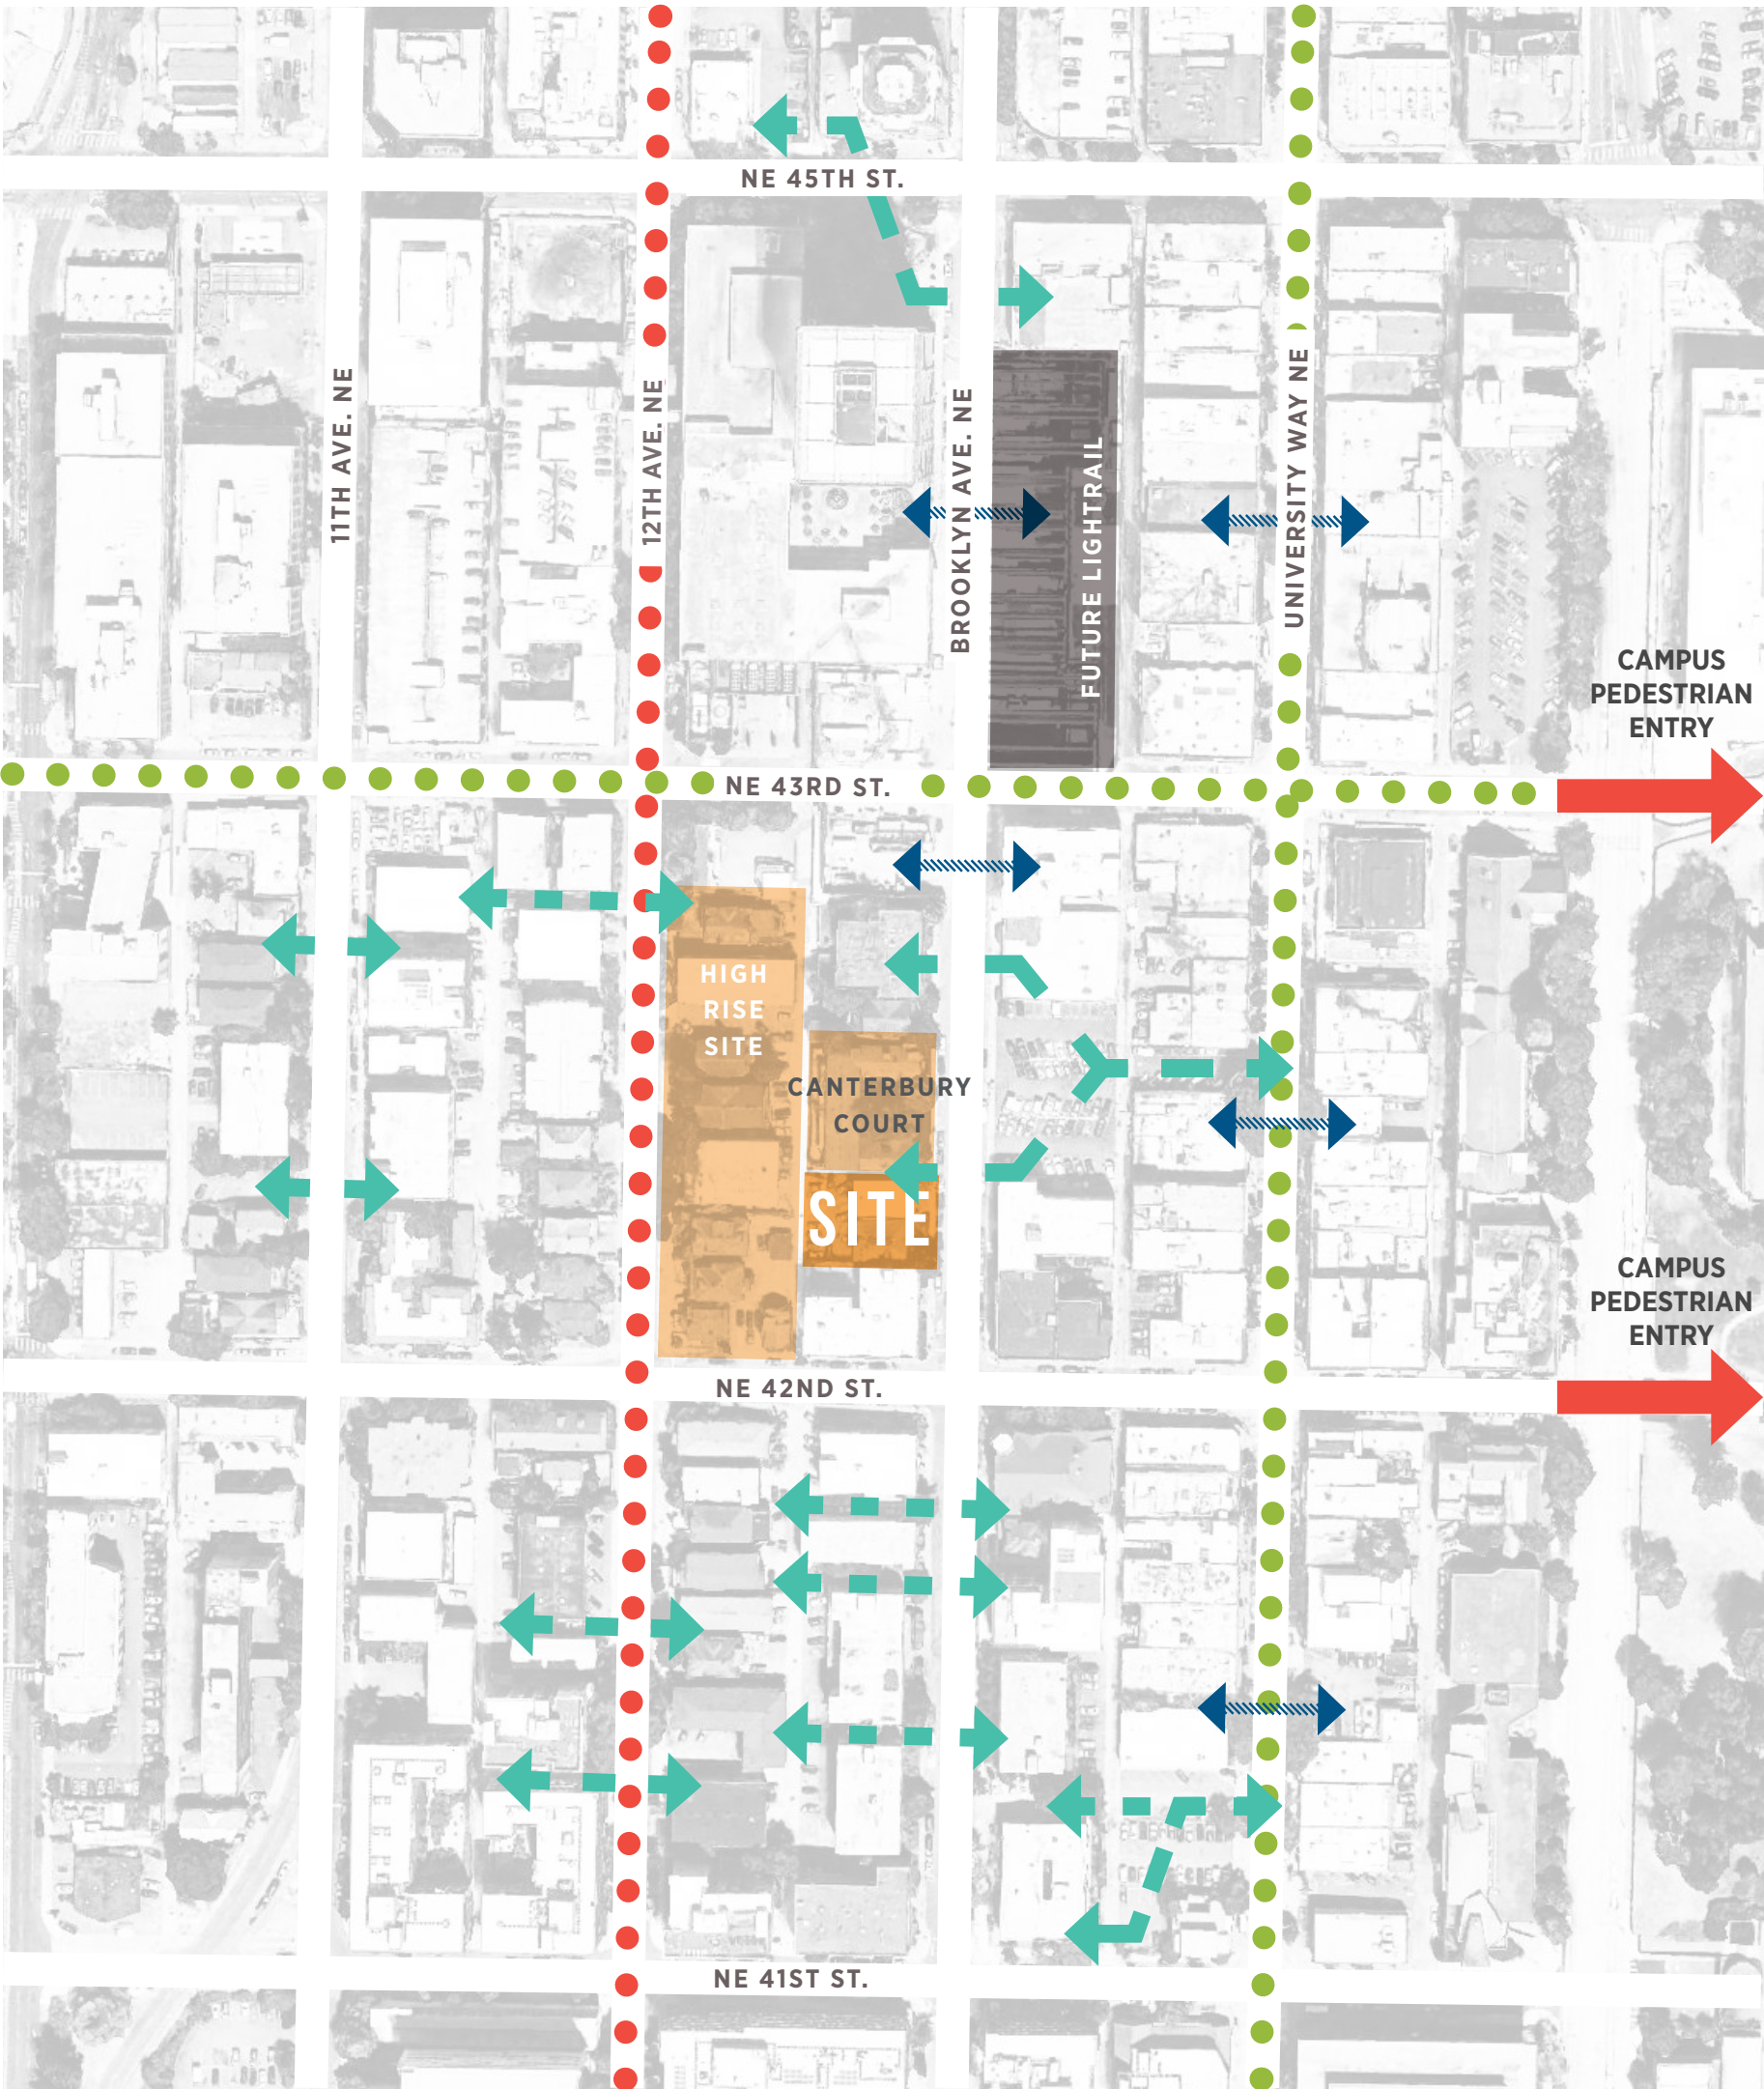 NE 45TH ST.
11TH AVE. NE
12TH AVE. NE
BROOKLYN AVE. NE
FUTURE LIGHTRAIL
UNIVERSITY WAY NE
CAMPUS
PEDESTRIAN
ENTRY
NE 43RD ST.
HIGH
RISE
SITE
CANTERBURY
COURT
SITE
CAMPUS
PEDESTRIAN
ENTRY
NE 42ND ST.
NE 41ST ST.